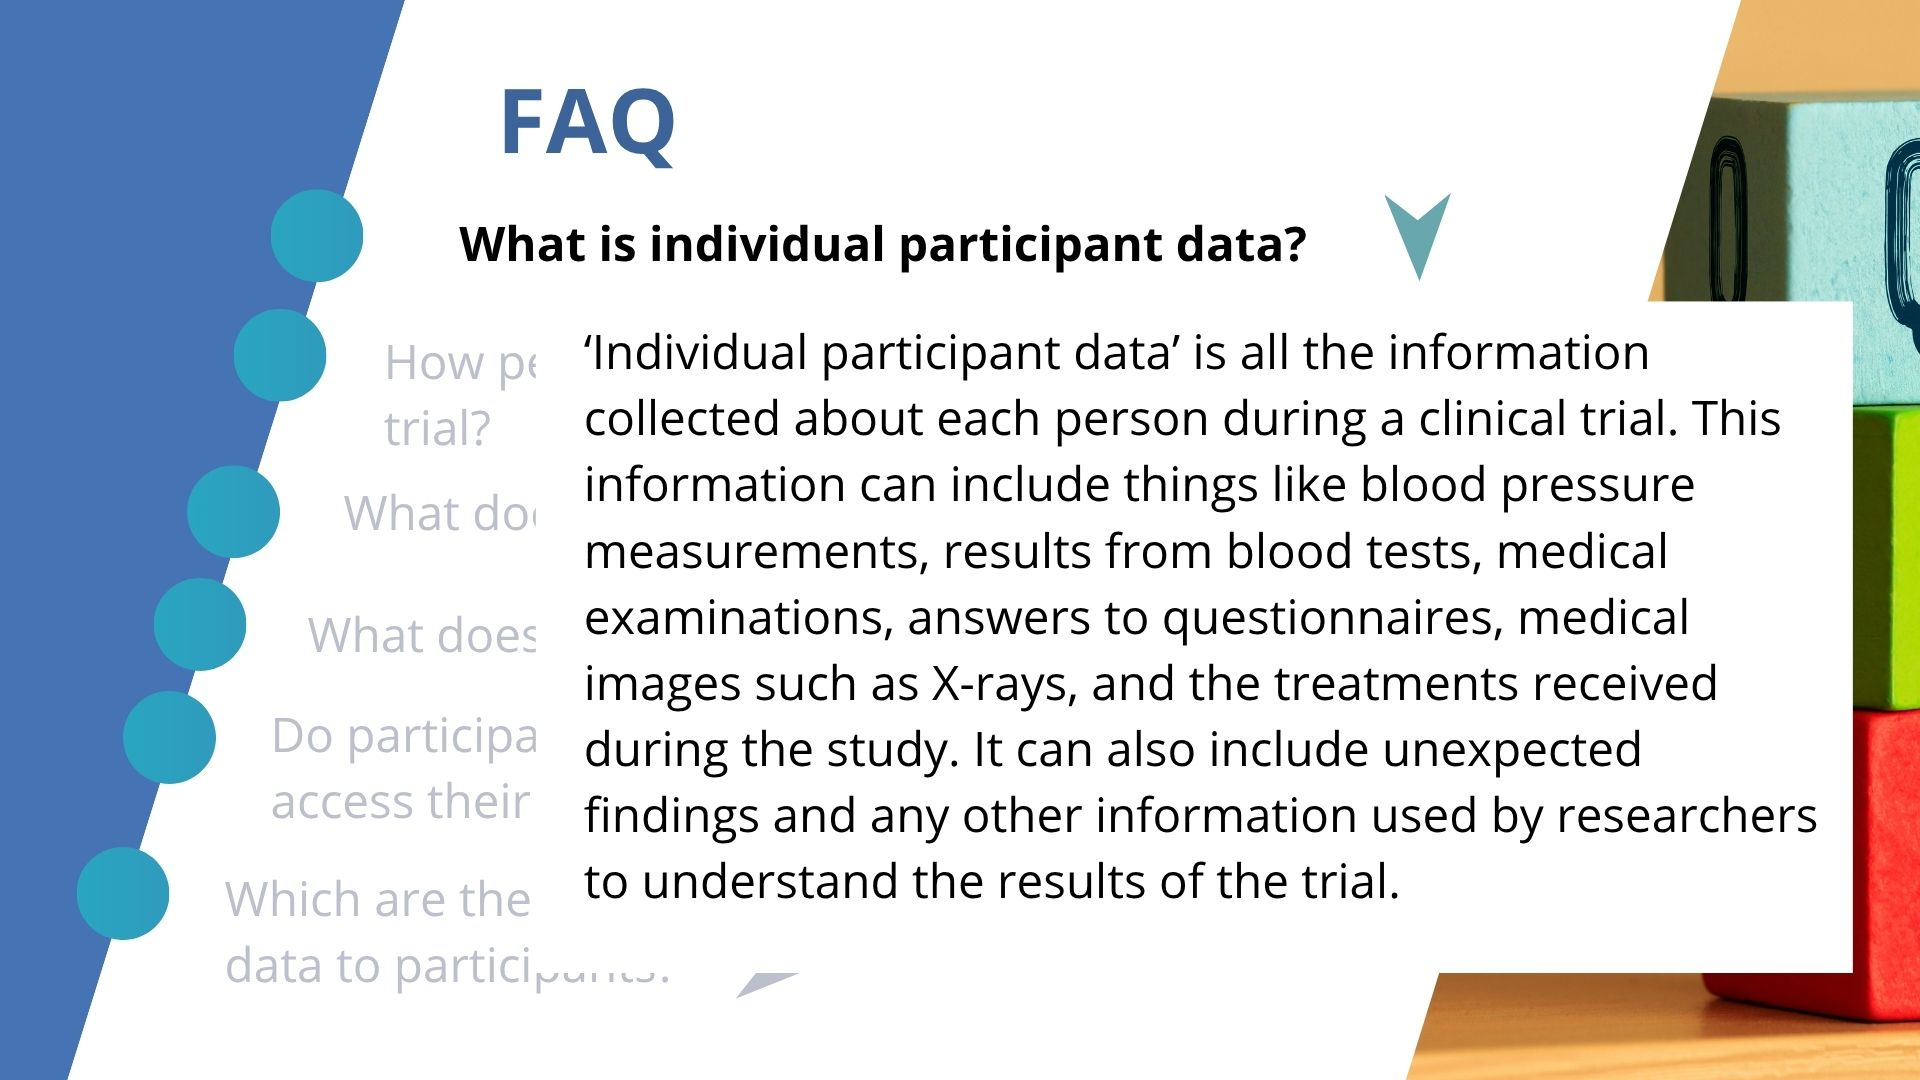 FAQ
What is individual participant data?
How
trial?
What
What does
Do
access their
Which are the
data to participants?
‘Individual participant data’ is all the information
collected about each person during a clinical trial. This
information can include things like blood pressure
measurements, results from blood tests, medical
examinations, answers to questionnaires, medical
images such as X-rays, and the treatments received
during the study. It can also include unexpected
findings and any other information used by researchers
to understand the results of the trial.
Q
Q